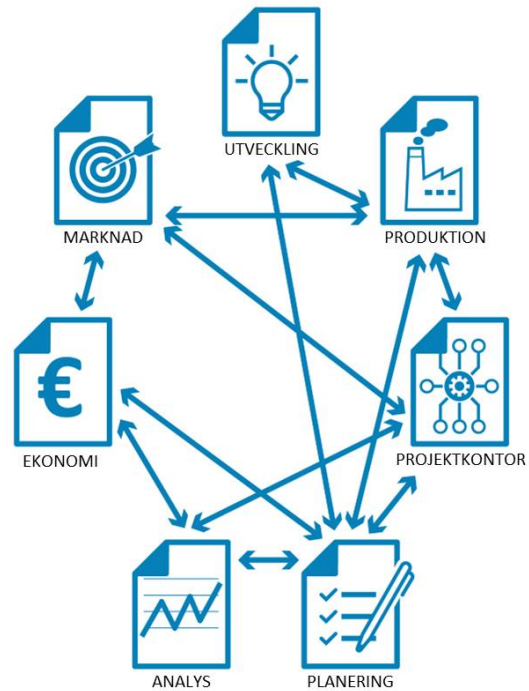 UTVECKLING
MARKNAD
PRODUKTION
€
EKONOMI
PROJEKTKONTOR
ANALYS
PLANERING